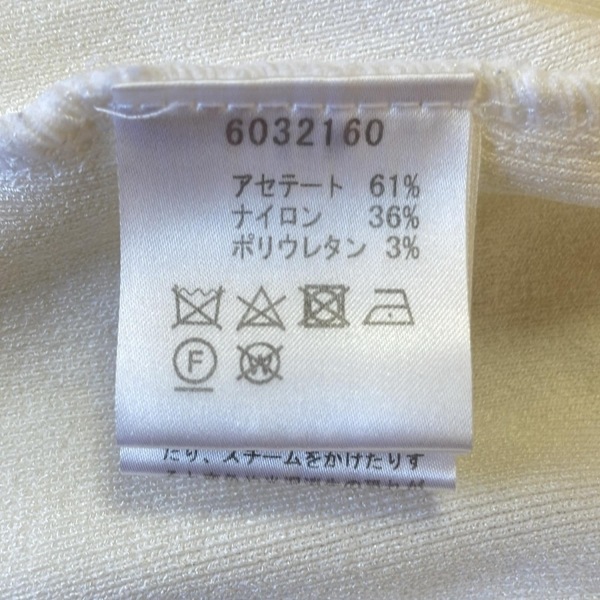 6032160
アセテート 61%
ナイロン 36%
ポリウレタン 3%
F W
たり、スチームをかけたりす